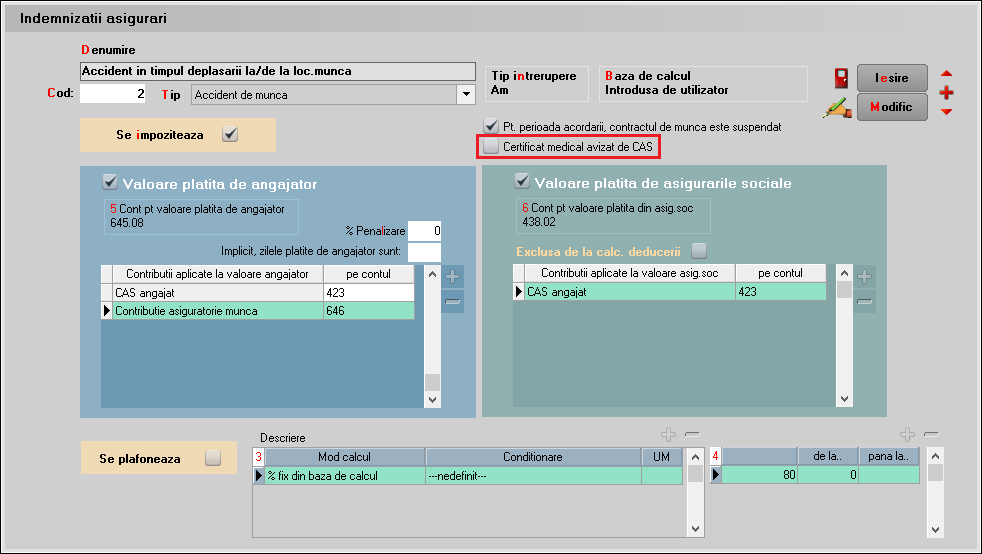 Indemnizatii asigurari
Denumire
Accident in timpul deplasarii la/de la loc.munca
Cod: 2 Tip Accident de munca
Tip intrerupere
Am
Baza de calcul
Introdusa de utilizator
Iesire
Modific
Se impoziteaza
Pt. perioada acordarii, contractul de munca este suspendat
Certificat medical avizat de CAS
Valoare platita de angajator
5 Cont pt valoare platita de angajator
645.08
% Penalizare 0
Implicit, zilele platite de angajator sunt:
Contributii aplicate la valoare angajator pe contul
CAS angajat 423
Contributie asiguratorie munca 646
Valoare platita de asigurarile sociale
6 Cont pt valoare platita din asig.soc
438.02
Exclusa de la calc. deducerii
Contributii aplicate la valoare asig.soc pe contul
CAS angajat 423
Se plafoneaza
Descriere
3 Mod calcul Conditionare UM
% fix din baza de calcul ---nedefinit---
4 de la.. pana la..
80 0